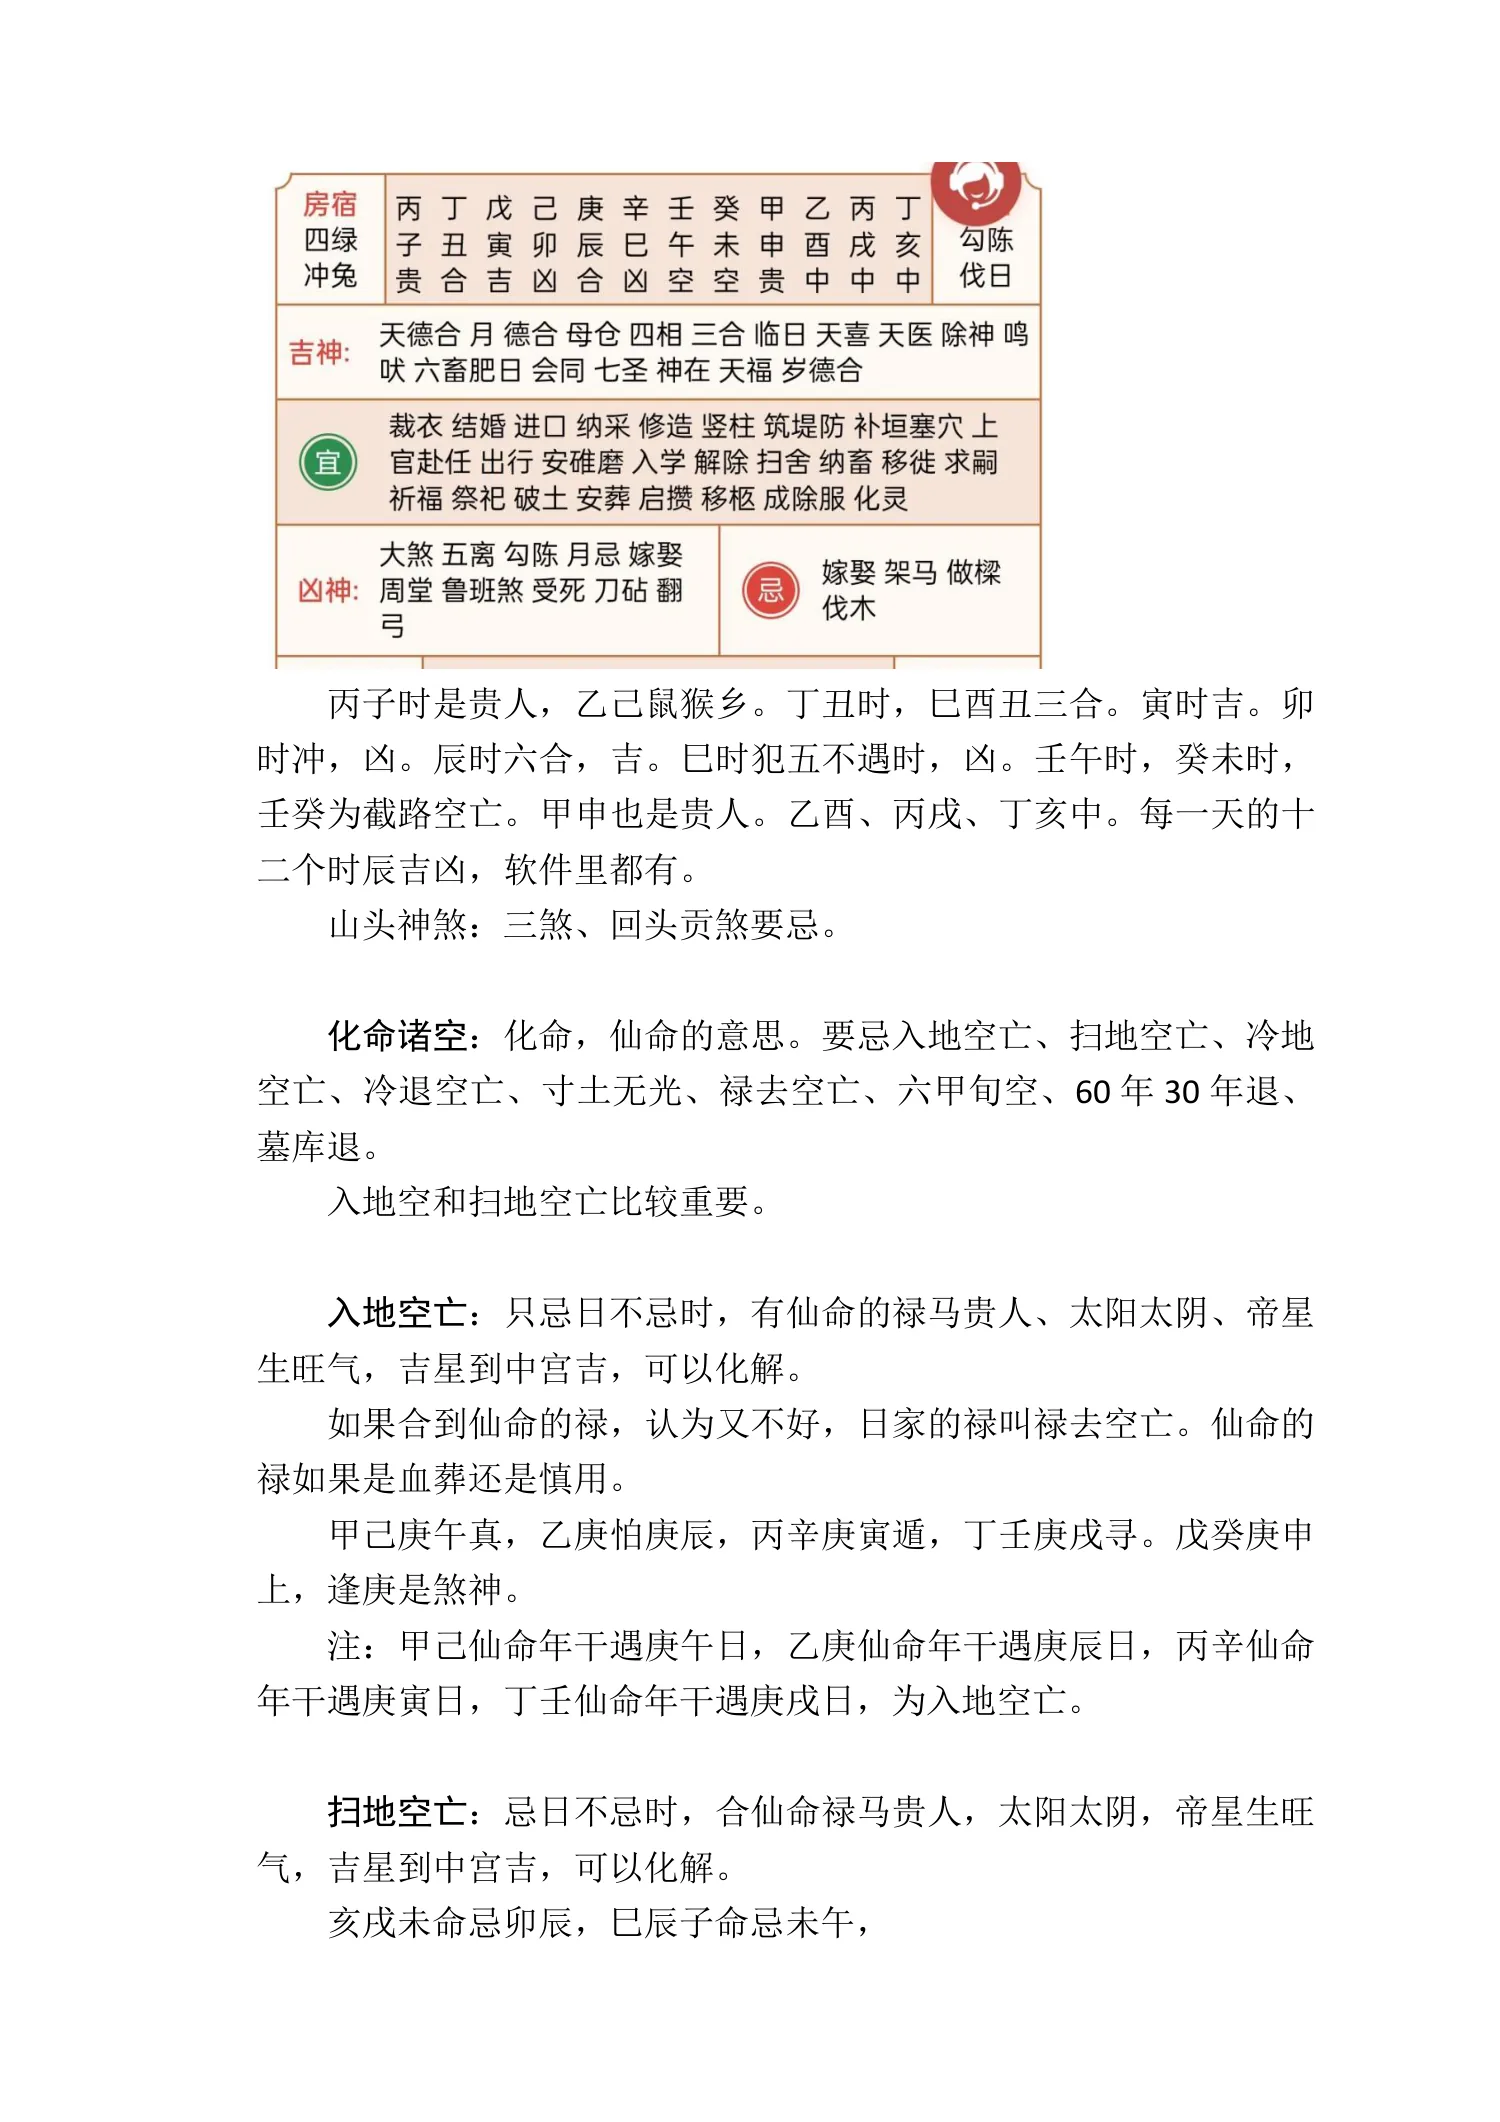 房宿
四绿
冲兔
丙 丁 戊 己 庚 辛 壬 癸 甲 乙 丙 丁
子 丑 寅 卯 辰 巳 午 未 申 酉 戌 亥
贵 合 吉 凶 合 凶 空 空 贵 中 中 中
勾陈
伐日
吉神:
天德合 月 德合 母仓 四相 三合 临日 天喜 天医 除神 鸣
吠 六畜肥日 会同 七圣 神在 天福 岁德合
宜
裁衣 结婚 进口 纳采 修造 竖柱 筑堤防 补垣塞穴 上
官赴任 出行 安碓磨 入学 解除 扫舍 纳畜 移徙 求嗣
祈福 祭祀 破土 安葬 启攒 移柩 成除服 化灵
凶神:
大煞 五离 勾陈 月忌 嫁娶
周堂 鲁班煞 受死 刀砧 翻
弓
忌
嫁娶 架马 做樑
伐木
丙子时是贵人，乙己鼠猴乡。丁丑时，巳酉丑三合。寅时吉。卯
时冲，凶。辰时六合，吉。巳时犯五不遇时，凶。壬午时，癸未时，
壬癸为截路空亡。甲申也是贵人。乙酉、丙戌、丁亥中。每一天的十
二个时辰吉凶，软件里都有。
山头神煞：三煞、回头贡煞要忌。
化命诸空：化命，仙命的意思。要忌入地空亡、扫地空亡、冷地
空亡、冷退空亡、寸土无光、禄去空亡、六甲旬空、60 年 30 年退、
墓库退。
入地空和扫地空亡比较重要。
入地空亡：只忌日不忌时，有仙命的禄马贵人、太阳太阴、帝星
生旺气，吉星到中宫吉，可以化解。
如果合到仙命的禄，认为又不好，日家的禄叫禄去空亡。仙命的
禄如果是血葬还是慎用。
甲己庚午真，乙庚怕庚辰，丙辛庚寅遁，丁壬庚戌寻。戊癸庚申
上，逢庚是煞神。
注：甲己仙命年干遇庚午日，乙庚仙命年干遇庚辰日，丙辛仙命
年干遇庚寅日，丁壬仙命年干遇庚戌日，为入地空亡。
扫地空亡：忌日不忌时，合仙命禄马贵人，太阳太阴，帝星生旺
气，吉星到中宫吉，可以化解。
亥戌未命忌卯辰，巳辰子命忌未午，